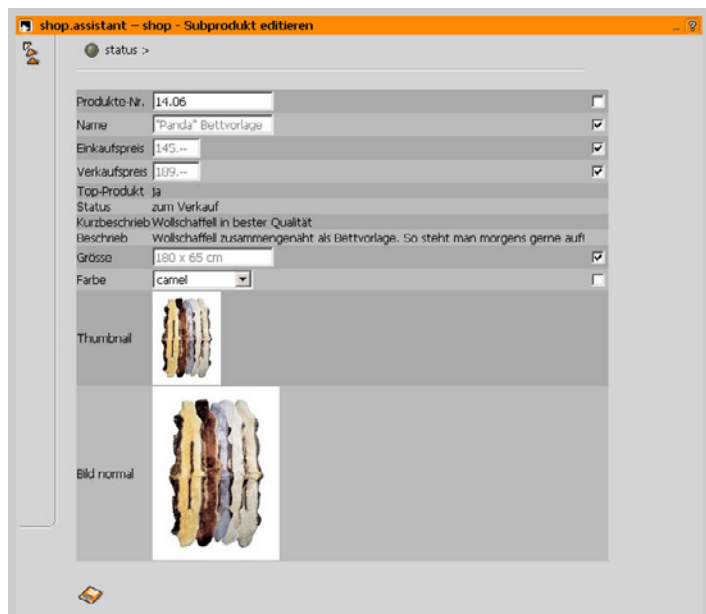 shop.assistant – shop - Subprodukt editieren
status >
Produkte-Nr. 14.06
Name "Panda" Bettvorlage
Einkaufspreis 145.--
Verkaufspreis 189.--
Top-Produkt ja
Status zum Verkauf
Kurzbeschrieb Wollschaffell in bester Qualität
Beschrieb Wollschaffell zusammengenäht als Bettvorlage. So steht man morgens gerne auf!
Grösse 180 x 65 cm
Farbe camel
Thumbnail
Bild normal